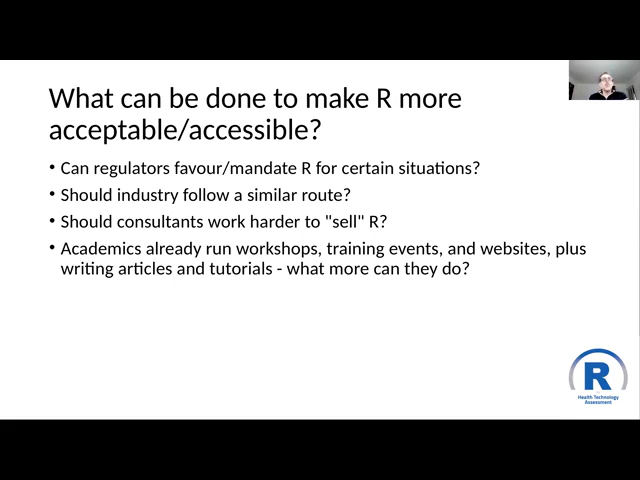 What can be done to make R more
acceptable/accessible?
• Can regulators favour/mandate R for certain situations?
• Should industry follow a similar route?
• Should consultants work harder to "sell" R?
• Academics already run workshops, training events, and websites, plus
writing articles and tutorials - what more can they do?
R
Health Technology
Assessment